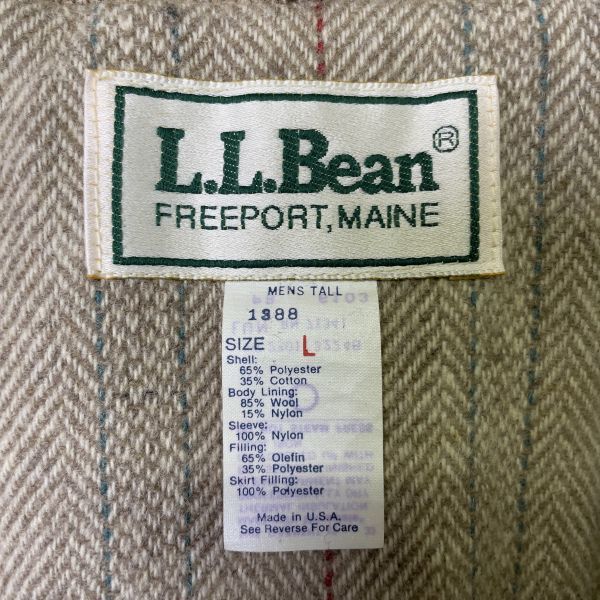 L.L.Bean®
FREEPORT, MAINE
MENS TALL
1388
SIZE L
Shell:
65% Polyester
35% Cotton
Body Lining:
85% Wool
15% Nylon
Sleeve:
100% Nylon
Filling:
65% Olefin
35% Polyester
Skirt Filling:
100% Polyester
Made in U.S.A.
See Reverse For Care